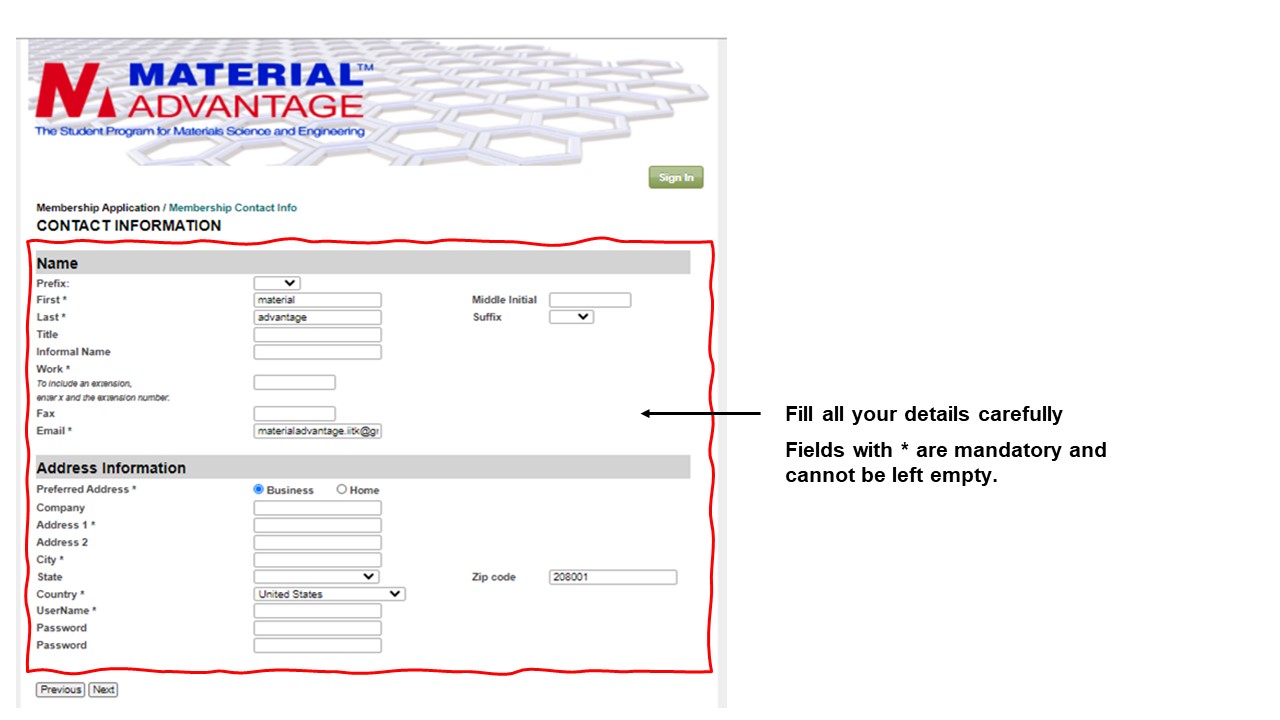 MATERIAL™
ADVANTAGE
The Student Program for Materials Science and Engineering
Sign In
Membership Application / Membership Contact Info
CONTACT INFORMATION
Name
Prefix:
First * material Middle Initial
Last * advantage Suffix
Title
Informal Name
Work *
To include an extension,
enter x and the extension number.
Fax
Email * materialadvantage.iitk@gr
Fill all your details carefully
Fields with * are mandatory and
cannot be left empty.
Address Information
Preferred Address * Business Home
Company
Address 1 *
Address 2
City *
State Zip code 208001
Country * United States
UserName *
Password
Password
Previous Next